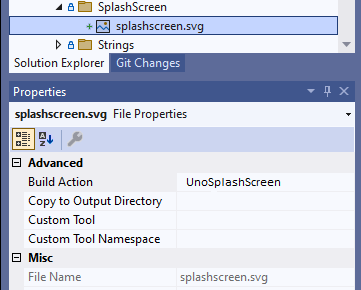 SplashScreen
splashscreen.svg
Strings
Solution Explorer Git Changes
Properties
splashscreen.svg File Properties
Advanced
Build Action UnoSplashScreen
Copy to Output Directory
Custom Tool
Custom Tool Namespace
Misc
File Name splashscreen.svg